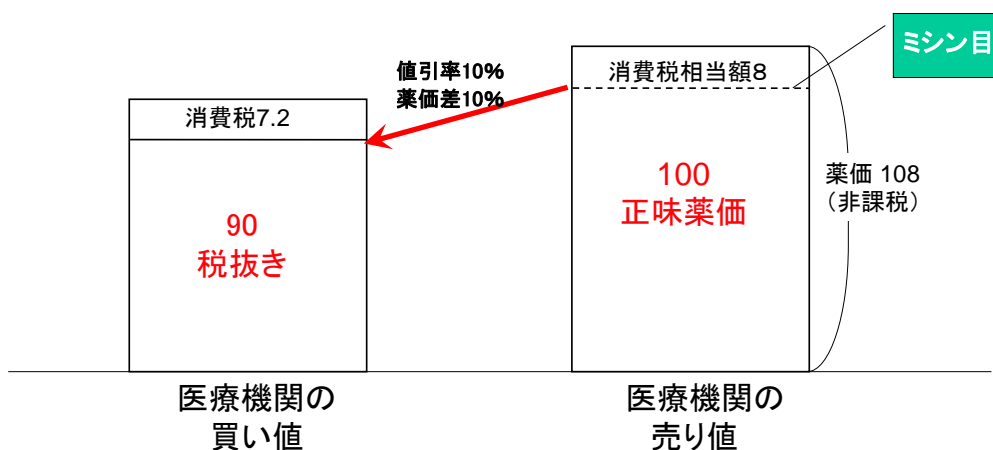 ミシン目
値引率10%
薬価差10%
消費税相当額8
消費税7.2
100
正味薬価
薬価 108
（非課税）
90
税抜き
医療機関の
買い値
医療機関の
売り値